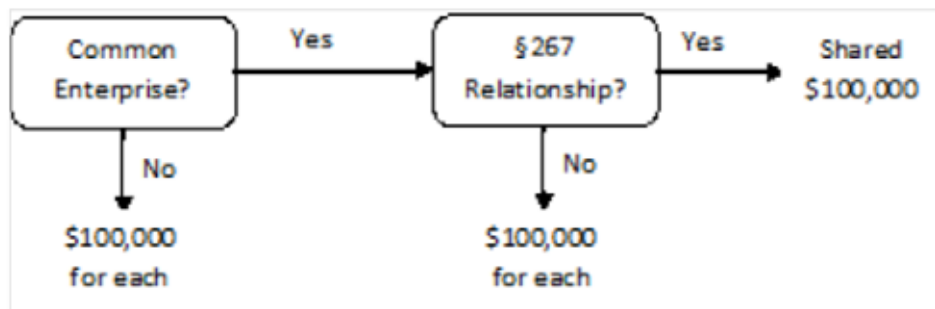 Common
Enterprise?
Yes
§267
Relationship?
Yes
Shared
$100,000
No
$100,000
for each
No
$100,000
for each